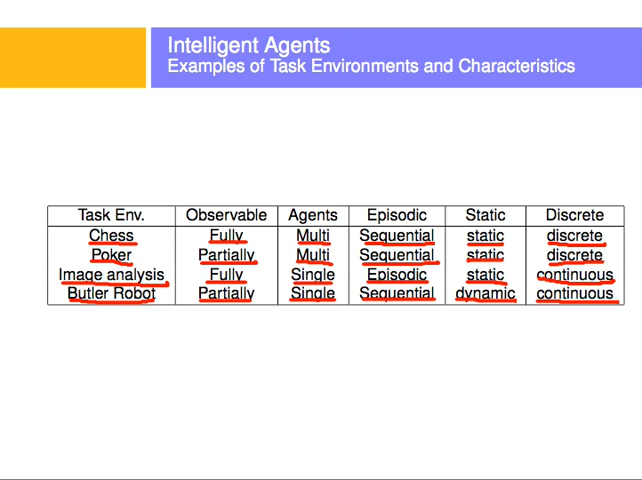 Intelligent Agents
Examples of Task Environments and Characteristics
Task Env. Observable Agents Episodic Static Discrete
Chess Fully Multi Sequential static discrete
Poker Partially Multi Sequential static discrete
Image analysis Fully Single Episodic static continuous
Butler Robot Partially Single Sequential dynamic continuous